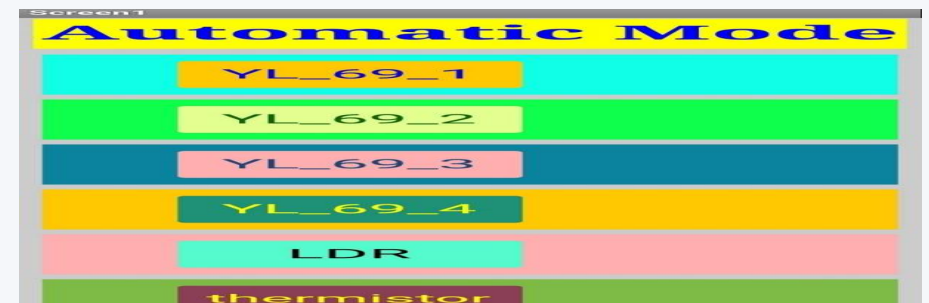 Screen1
Automatic Mode
YL_69_1
YL_69_2
YL_69_3
YL_69_4
LDR
thermistor